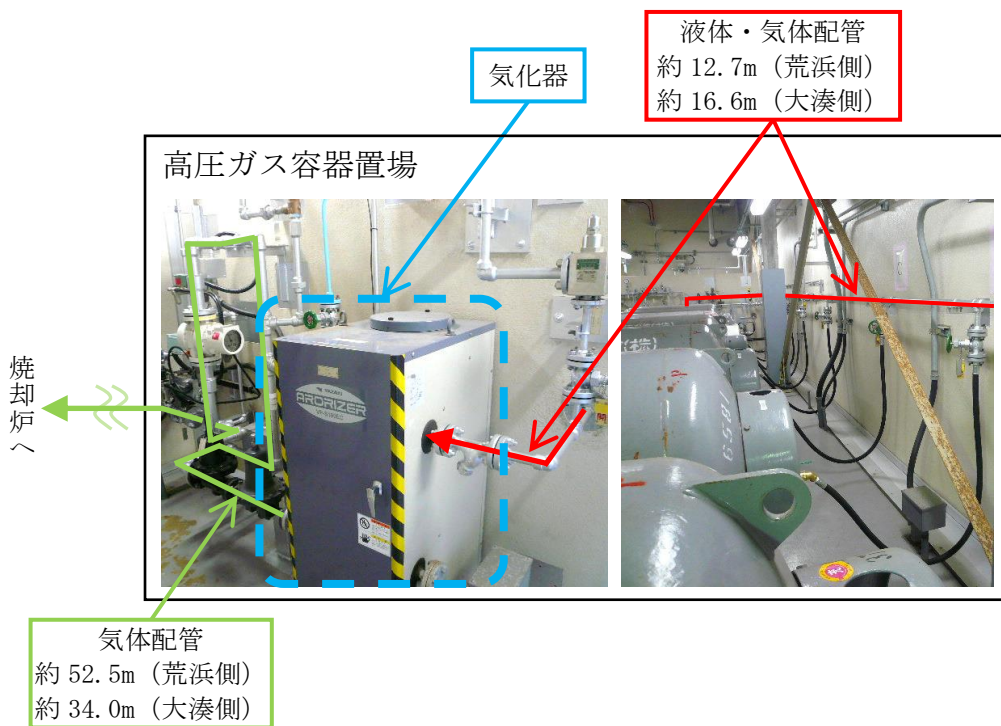 液体・気体配管
約 12.7m（荒浜側）
約 16.6m（大湊側）
気化器
高圧ガス容器置場
ARORIZER
18579
焼却炉へ
気体配管
約 52.5m（荒浜側）
約 34.0m（大湊側）